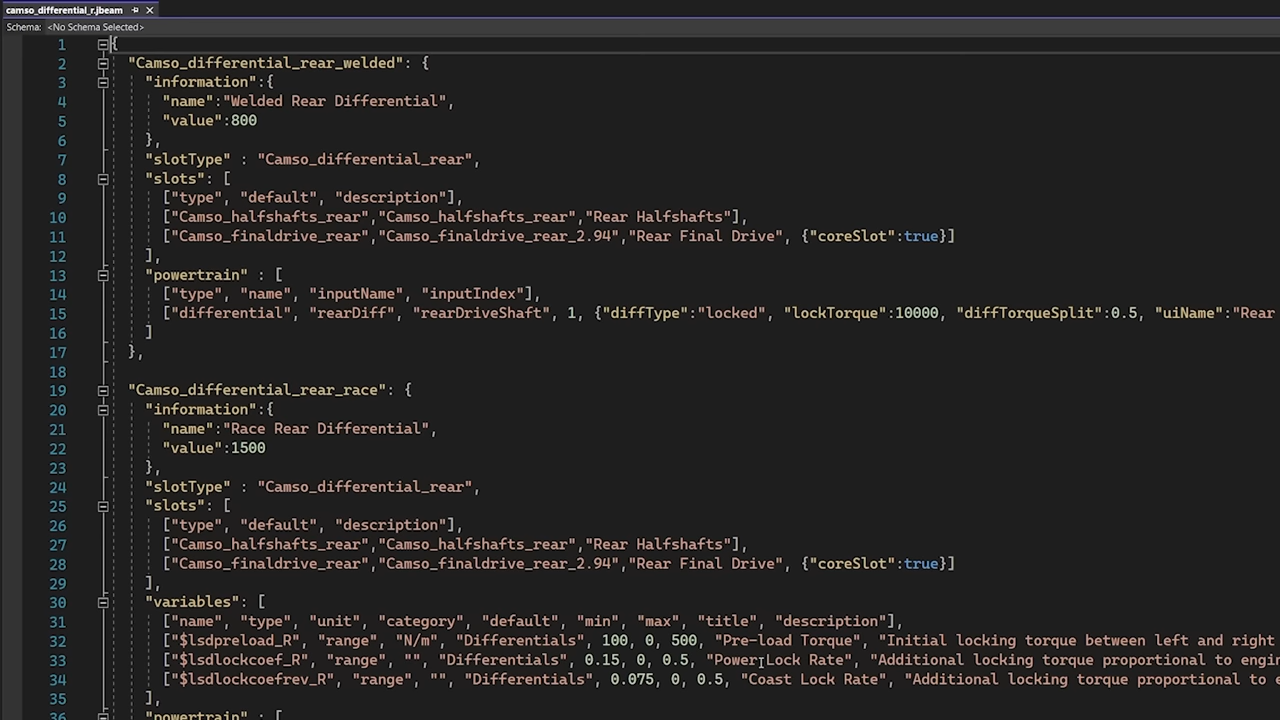 camso_differential_r.jbeam
Schema: <No Schema Selected>
1 {
2 "Camso_differential_rear_welded": {
3 "information":{
4 "name":"Welded Rear Differential",
5 "value":800
6 },
7 "slotType" : "Camso_differential_rear",
8 "slots": [
9 ["type", "default", "description"],
10 ["Camso_halfshafts_rear","Camso_halfshafts_rear","Rear Halfshafts"],
11 ["Camso_finaldrive_rear","Camso_finaldrive_rear_2.94","Rear Final Drive", {"coreSlot":true}]
12 ],
13 "powertrain" : [
14 ["type", "name", "inputName", "inputIndex"],
15 ["differential", "rearDiff", "rearDriveShaft", 1, {"diffType":"locked", "lockTorque":10000, "diffTorqueSplit":0.5, "uiName":"Rear
16 ]
17 },
18
19 "Camso_differential_rear_race": {
20 "information":{
21 "name":"Race Rear Differential",
22 "value":1500
23 },
24 "slotType" : "Camso_differential_rear",
25 "slots": [
26 ["type", "default", "description"],
27 ["Camso_halfshafts_rear","Camso_halfshafts_rear","Rear Halfshafts"],
28 ["Camso_finaldrive_rear","Camso_finaldrive_rear_2.94","Rear Final Drive", {"coreSlot":true}]
29 ],
30 "variables": [
31 ["name", "type", "unit", "category", "default", "min", "max", "title", "description"],
32 ["$lsdpreload_R", "range", "N/m", "Differentials", 100, 0, 500, "Pre-load Torque", "Initial locking torque between left and right
33 ["$lsdlockcoef_R", "range", "", "Differentials", 0.15, 0, 0.5, "Power Lock Rate", "Additional locking torque proportional to engi
34 ["$lsdlockcoefrev_R", "range", "", "Differentials", 0.075, 0, 0.5, "Coast Lock Rate", "Additional locking torque proportional to e
35 ],
36 "powertrain" : [